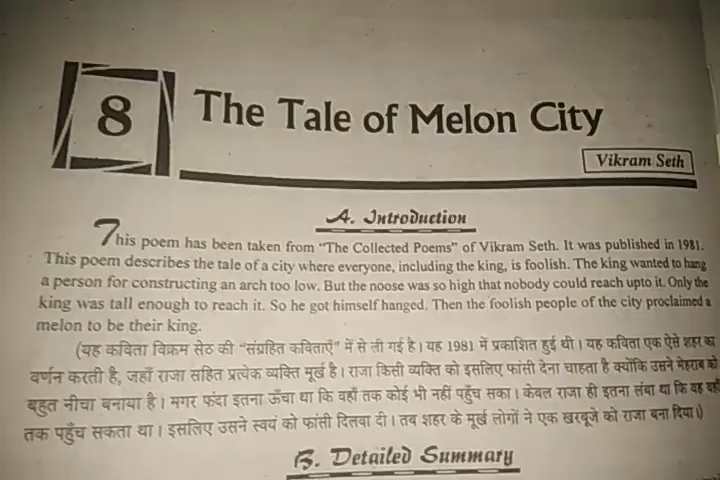 8
The Tale of Melon City
Vikram Seth
A. Introduction
This poem has been taken from "The Collected Poems" of Vikram Seth. It was published in 1981.
This poem describes the tale of a city where everyone, including the king, is foolish. The king wanted to hang
a person for constructing an arch too low. But the noose was so high that nobody could reach upto it. Only the
king was tall enough to reach it. So he got himself hanged. Then the foolish people of the city proclaimed a
melon to be their king.
(यह कविता विक्रम सेठ की "संग्रहित कविताएँ" में से ली गई है। यह 1981 में प्रकाशित हुई थी। यह कविता एक ऐसे शहर का
वर्णन करती है, जहाँ राजा सहित प्रत्येक व्यक्ति मूर्ख है। राजा किसी व्यक्ति को इसलिए फांसी देना चाहता है क्योंकि उसने मेहराब को
बहुत नीचा बनाया है। मगर फंदा इतना ऊँचा था कि वहाँ तक कोई भी नहीं पहुँच सका। केवल राजा ही इतना लंबा था कि वह वहाँ
तक पहुँच सकता था। इसलिए उसने स्वयं को फांसी दिलवा दी। तब शहर के मूर्ख लोगों ने एक खरबूजे को राजा बना दिया।)
B. Detailed Summary